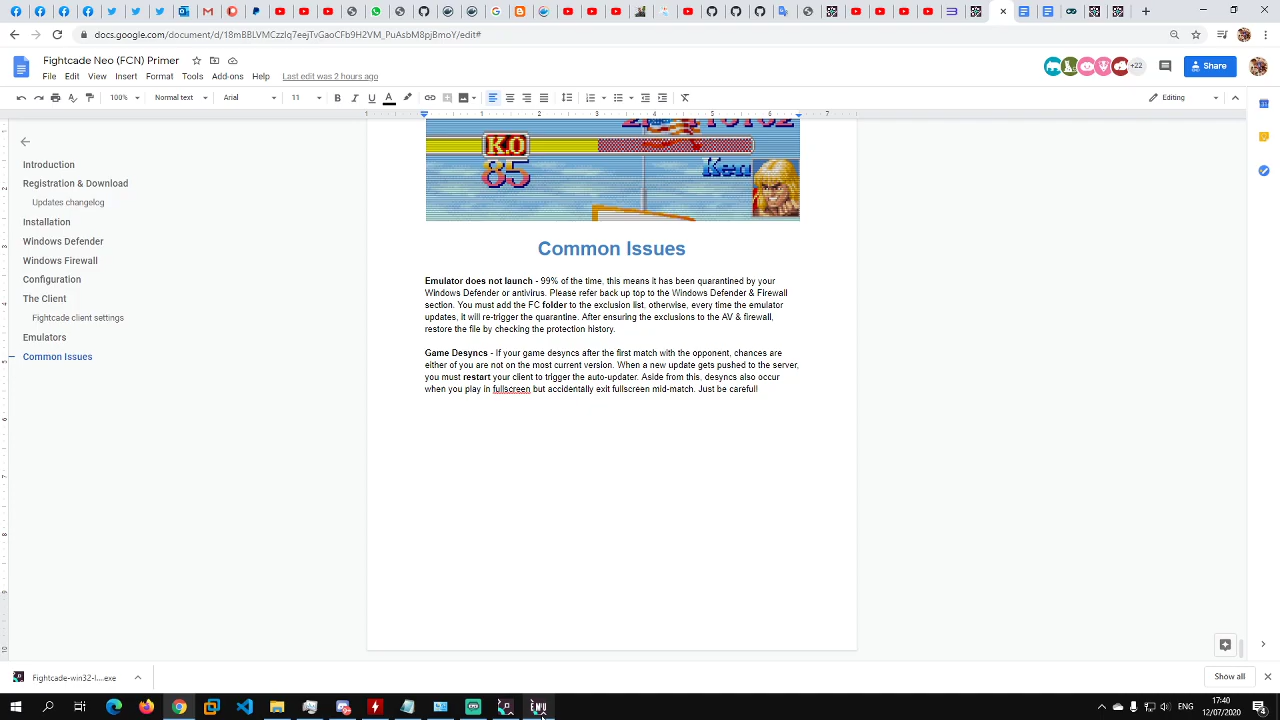 docs.google.com/document/d/18mBBLVMCzzlq7eejTvGaoCFb9H2VM_PuAsbM8pjBmoY/edit#
Fightcade Neo (FCN) Primer
File Edit View Insert Format Tools Add-ons Help Last edit was 2 hours ago
+22
Share
100% Normal text Arial 11
Editing
1 1 2 3 4 5 6 7
K.O
85
Ken
Introduction
Registration & Download
Updates changelog
Installation
Windows Defender
Windows Firewall
Configuration
The Client
Fightcade client settings
Emulators
Common Issues
Common Issues
Emulator does not launch - 99% of the time, this means it has been quarantined by your
Windows Defender or antivirus. Please refer back up top to the Windows Defender & Firewall
section. You must add the FC folder to the exclusion list, otherwise, every time the emulator
updates, it will re-trigger the quarantine. After ensuring the exclusions to the AV & firewall,
restore the file by checking the protection history.
Game Desyncs - If your game desyncs after the first match with the opponent, chances are
either of you are not on the most current version. When a new update gets pushed to the server,
you must restart your client to trigger the auto-updater. Aside from this, desyncs also occur
when you play in fullscreen but accidentally exit fullscreen mid-match. Just be careful!
Fightcade-win32-l....exe
Show all
EMU
ENG
17:40
12/07/2020